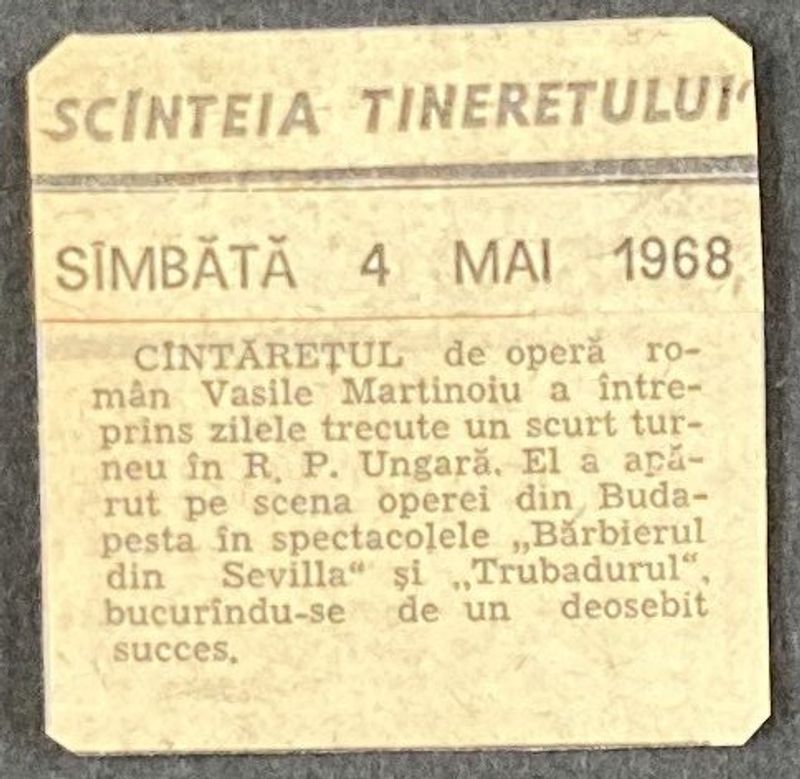 SCÎNTEIA TINERETULUI
SÎMBĂTĂ 4 MAI 1968
CÎNTĂREŢUL de operă ro-
mân Vasile Martinoiu a între-
prins zilele trecute un scurt tur-
neu în R. P. Ungară. El a apă-
rut pe scena operei din Buda-
pesta în spectacolele „Bărbierul
din Sevilla“ şi „Trubadurul“,
bucurîndu-se de un deosebit
succes.